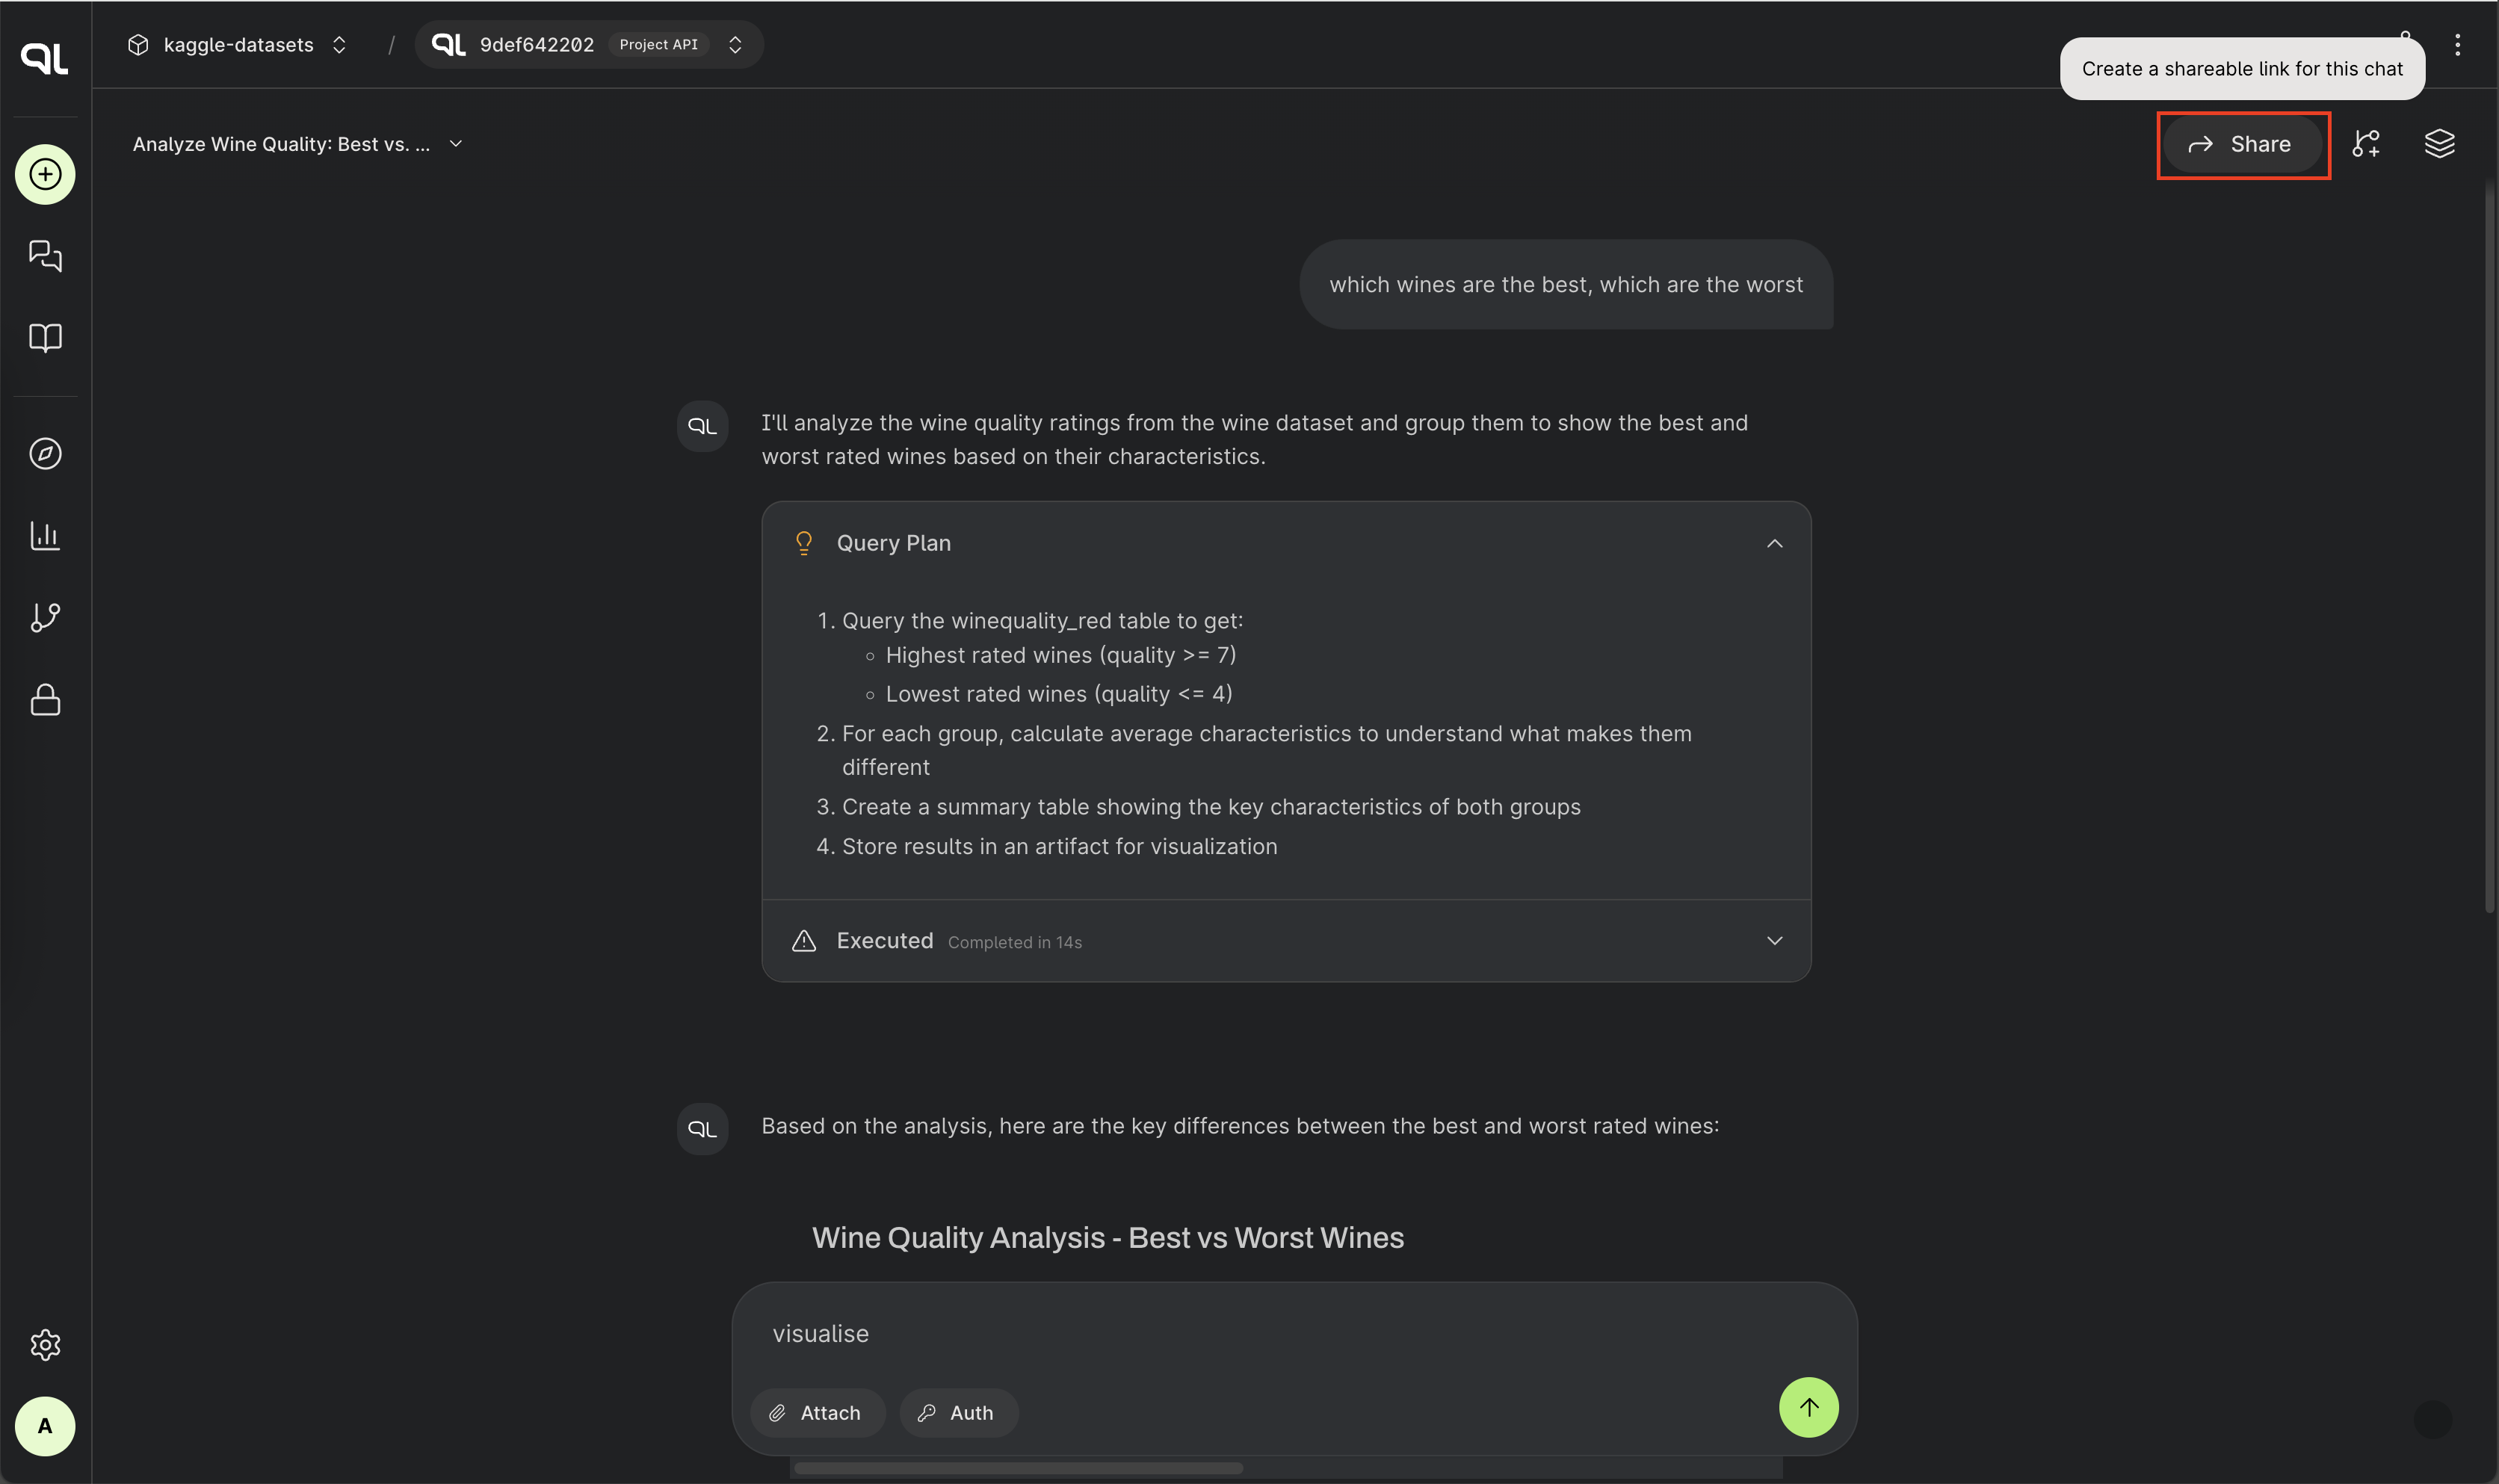 kaggle-datasets / QL 9def642202 Project API
Create a shareable link for this chat
Analyze Wine Quality: Best vs. ...
Share
which wines are the best, which are the worst
I'll analyze the wine quality ratings from the wine dataset and group them to show the best and
worst rated wines based on their characteristics.
Query Plan
1. Query the winequality_red table to get:
Highest rated wines (quality >= 7)
Lowest rated wines (quality <= 4)
2. For each group, calculate average characteristics to understand what makes them
different
3. Create a summary table showing the key characteristics of both groups
4. Store results in an artifact for visualization
Executed Completed in 14s
Based on the analysis, here are the key differences between the best and worst rated wines:
Wine Quality Analysis - Best vs Worst Wines
visualise
Attach Auth
A